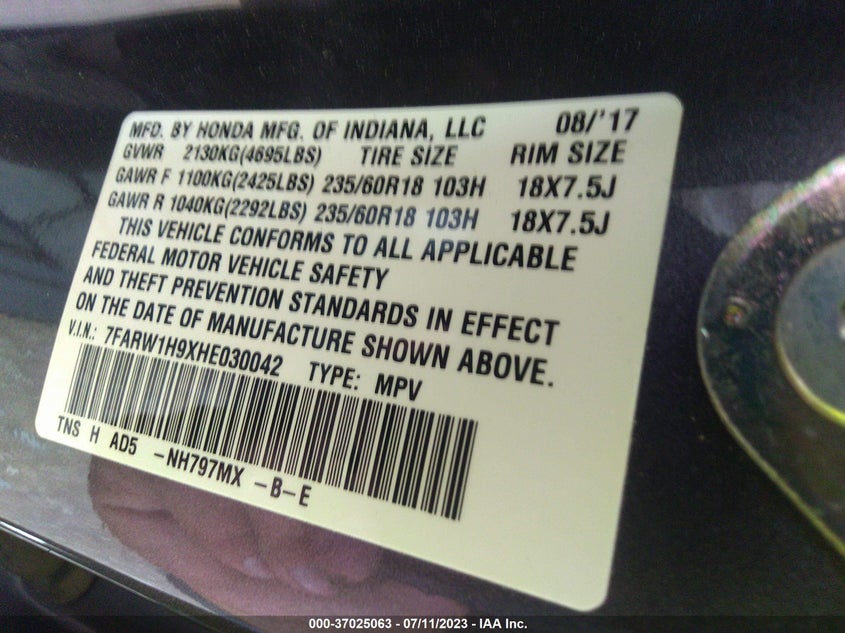 MFD. BY HONDA MFG. OF INDIANA, LLC 08/'17
GVWR 2130KG(4695LBS) TIRE SIZE RIM SIZE
GAWR F 1100KG(2425LBS) 235/60R18 103H 18X7.5J
GAWR R 1040KG(2292LBS) 235/60R18 103H 18X7.5J
THIS VEHICLE CONFORMS TO ALL APPLICABLE
FEDERAL MOTOR VEHICLE SAFETY
AND THEFT PREVENTION STANDARDS IN EFFECT
ON THE DATE OF MANUFACTURE SHOWN ABOVE.
V.I.N.: 7FARW1H9XHE030042 TYPE: MPV
TNS H AD5 -NH797MX -B-E
000-37025063 - 07/11/2023 - IAA Inc.